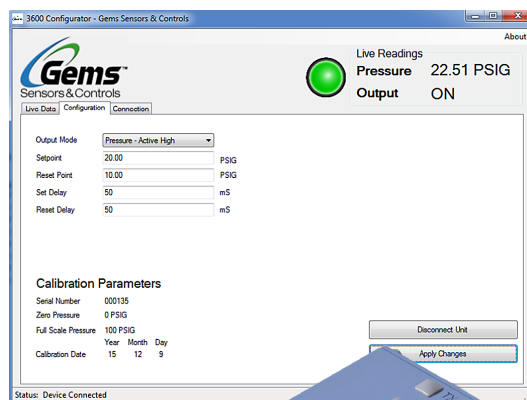 3600 Configurator - Gems Sensors & Controls
About
Gems™
Sensors & Controls
Live Readings
Pressure 22.51 PSIG
Output ON
Live Data Configuration Connection
Output Mode Pressure - Active High
Setpoint 20.00 PSIG
Reset Point 10.00 PSIG
Set Delay 50 mS
Reset Delay 50 mS
Calibration Parameters
Serial Number 000135
Zero Pressure 0 PSIG
Full Scale Pressure 100 PSIG
Year Month Day
Calibration Date 15 12 9
Disconnect Unit
Apply Changes
TX
Status: Device Connected